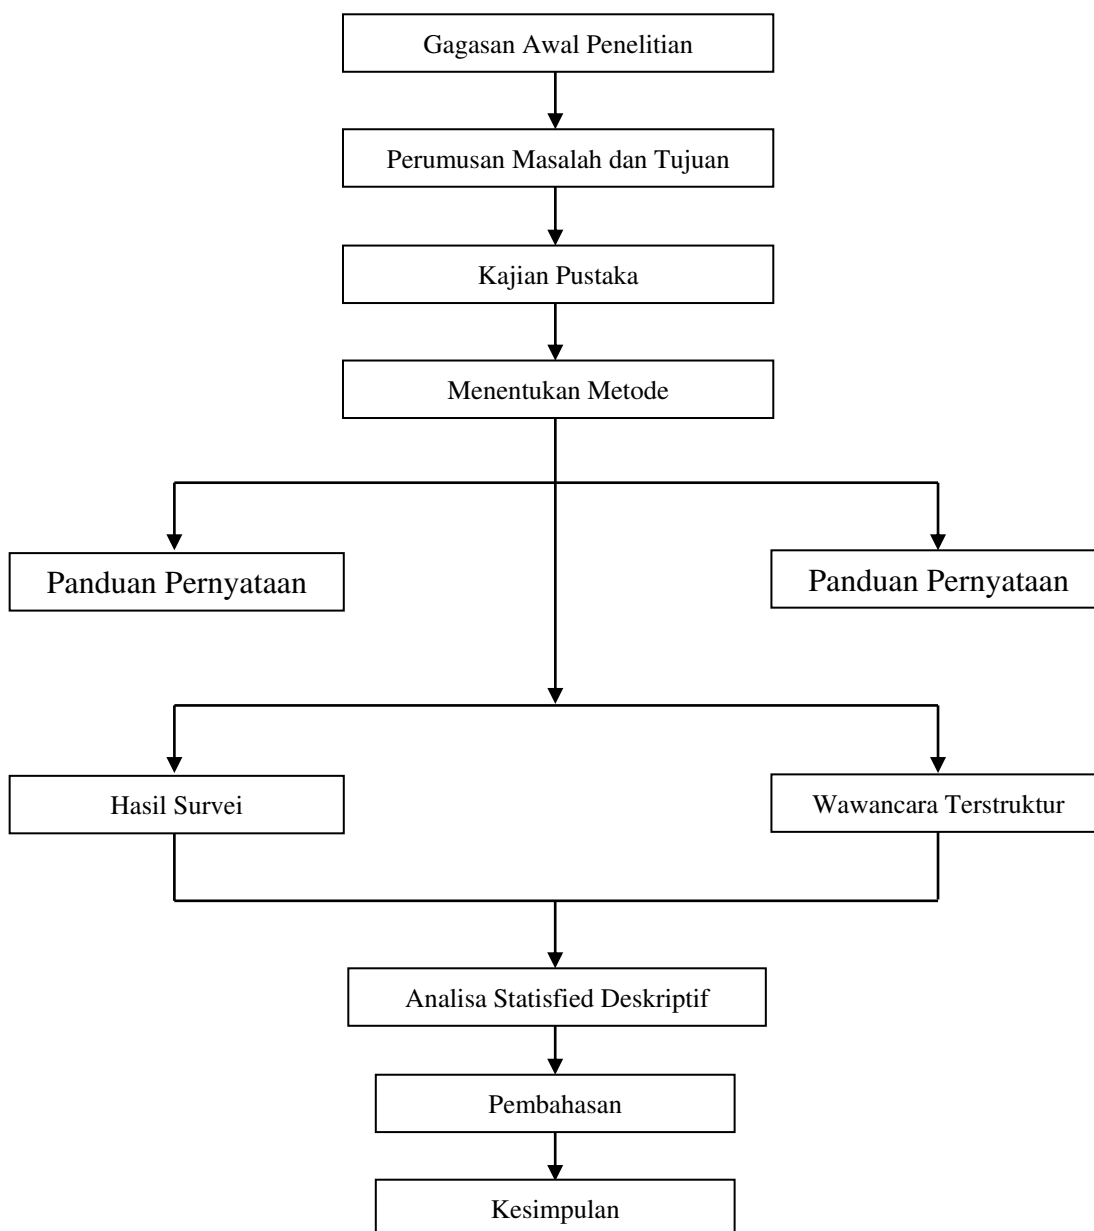 Gagasan Awal Penelitian
Perumusan Masalah dan Tujuan
Kajian Pustaka
Menentukan Metode
Panduan Pernyataan
Panduan Pernyataan
Hasil Survei
Wawancara Terstruktur
Analisa Statisfied Deskriptif
Pembahasan
Kesimpulan